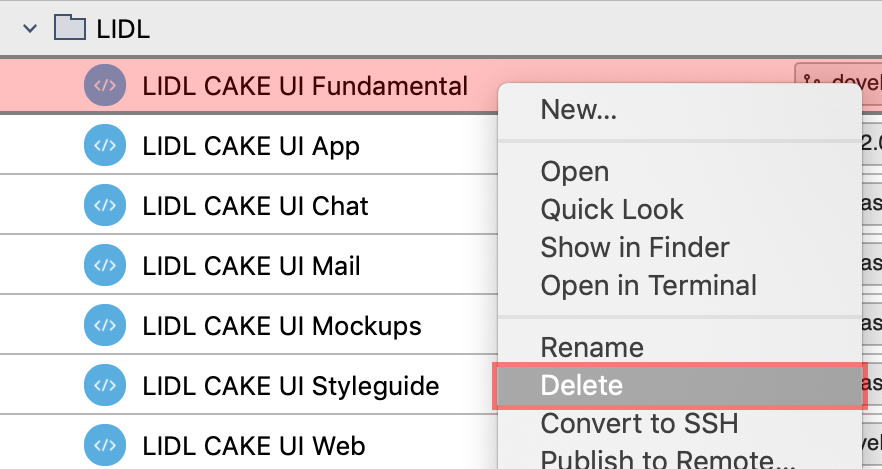 LIDL
LIDL CAKE UI Fundamental
New...
LIDL CAKE UI App
Open
LIDL CAKE UI Chat
Quick Look
Show in Finder
LIDL CAKE UI Mail
Open in Terminal
LIDL CAKE UI Mockups
Rename
LIDL CAKE UI Styleguide
Delete
Convert to SSH
LIDL CAKE UI Web
Publish to Remote...